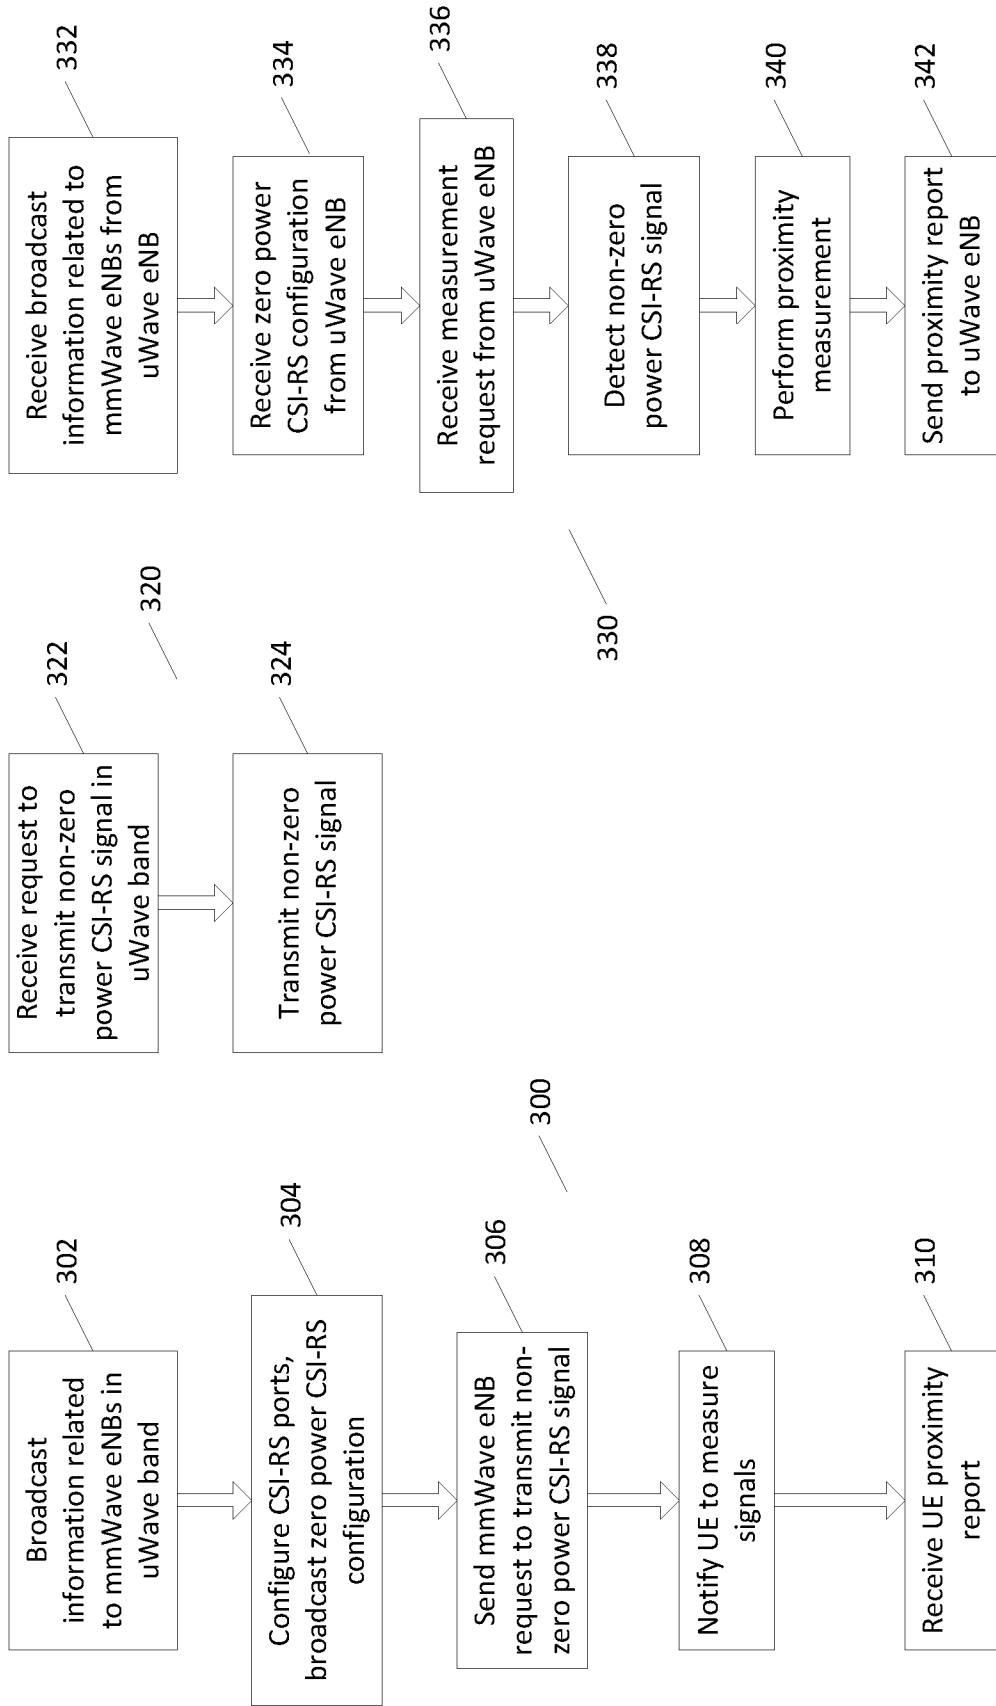 Broadcast
information related
to mmWave eNBs in
uWave band
302
Configure CSI-RS ports,
broadcast zero power CSI-RS
configuration
304
Send mmWave eNB
request to transmit non-
zero power CSI-RS signal
306
Notify UE to measure
signals
308
Receive UE proximity
report
310
300
Receive request to
transmit non-zero
power CSI-RS signal in
uWave band
322
Transmit non-zero
power CSI-RS signal
324
320
Receive broadcast
information related to
mmWave eNBs from
uWave eNB
332
Receive zero power
CSI-RS configuration
from uWave eNB
334
Receive measurement
request from uWave eNB
336
Detect non-zero
power CSI-RS signal
338
Perform proximity
measurement
340
Send proximity report
to uWave eNB
342
330